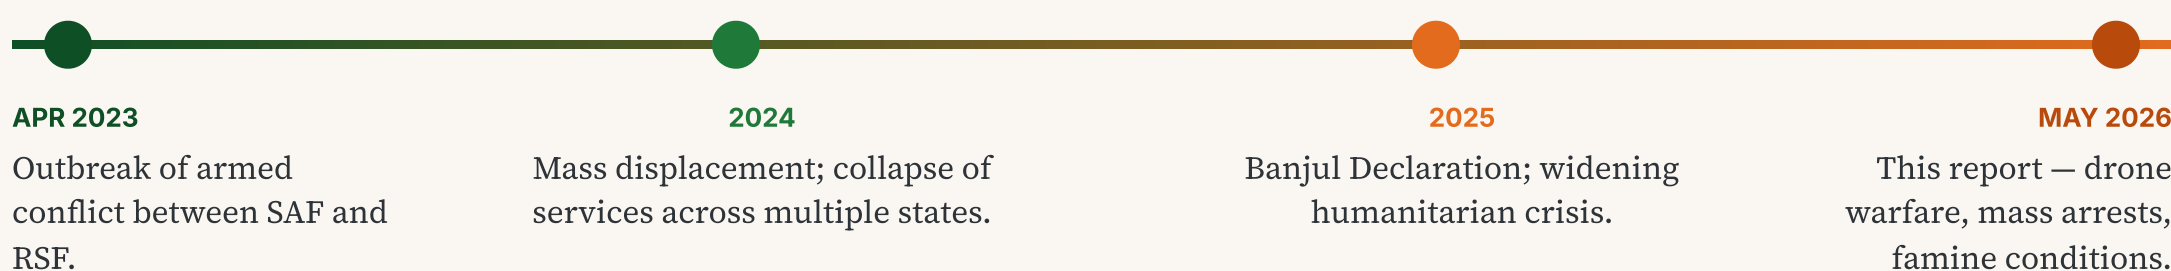 APR 2023
Outbreak of armed
conflict between SAF and
RSF.
2024
Mass displacement; collapse of
services across multiple states.
2025
Banjul Declaration; widening
humanitarian crisis.
MAY 2026
This report — drone
warfare, mass arrests,
famine conditions.